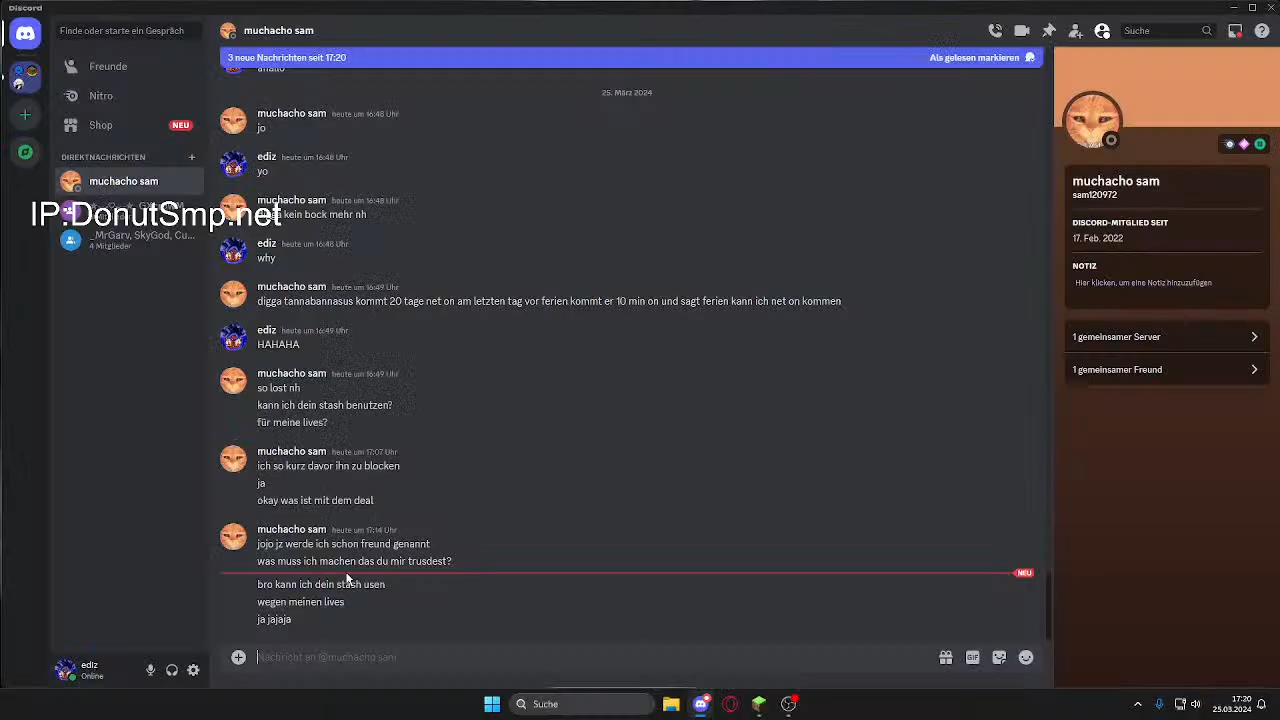 Discord
Finde oder starte ein Gespräch
muchacho sam
Suche
Freunde
Nitro
Shop
NEU
DIREKTNACHRICHTEN
muchacho sam
IP:DonutSmp.net
_MrGarv, SkyGod, Cu...
4 Mitglieder
3 neue Nachrichten seit 17:20
Als gelesen markieren
25. März 2024
muchacho sam heute um 16:48 Uhr
jo
ediz heute um 16:48 Uhr
yo
muchacho sam heute um 16:48 Uhr
kein bock mehr nh
ediz heute um 16:48 Uhr
why
muchacho sam heute um 16:49 Uhr
digga tannabannasus kommt 20 tage net on am letzten tag vor ferien kommt er 10 min on und sagt ferien kann ich net on kommen
ediz heute um 16:49 Uhr
HAHAHA
muchacho sam heute um 16:49 Uhr
so lost nh
kann ich dein stash benutzen?
für meine lives?
muchacho sam heute um 17:07 Uhr
ich so kurz davor ihn zu blocken
ja
okay was ist mit dem deal
muchacho sam heute um 17:14 Uhr
jojo jz werde ich schon freund genannt
was muss ich machen das du mir trusdest?
NEU
bro kann ich dein stash usen
wegen meinen lives
ja jajaja
Nachricht an @muchacho sam
GIF
muchacho sam
sam120972
DISCORD-MITGLIED SEIT
17. Feb. 2022
NOTIZ
Hier klicken, um eine Notiz hinzuzufügen
1 gemeinsamer Server
1 gemeinsamer Freund
ediz
Online
Suche
17:20
25.03.2024